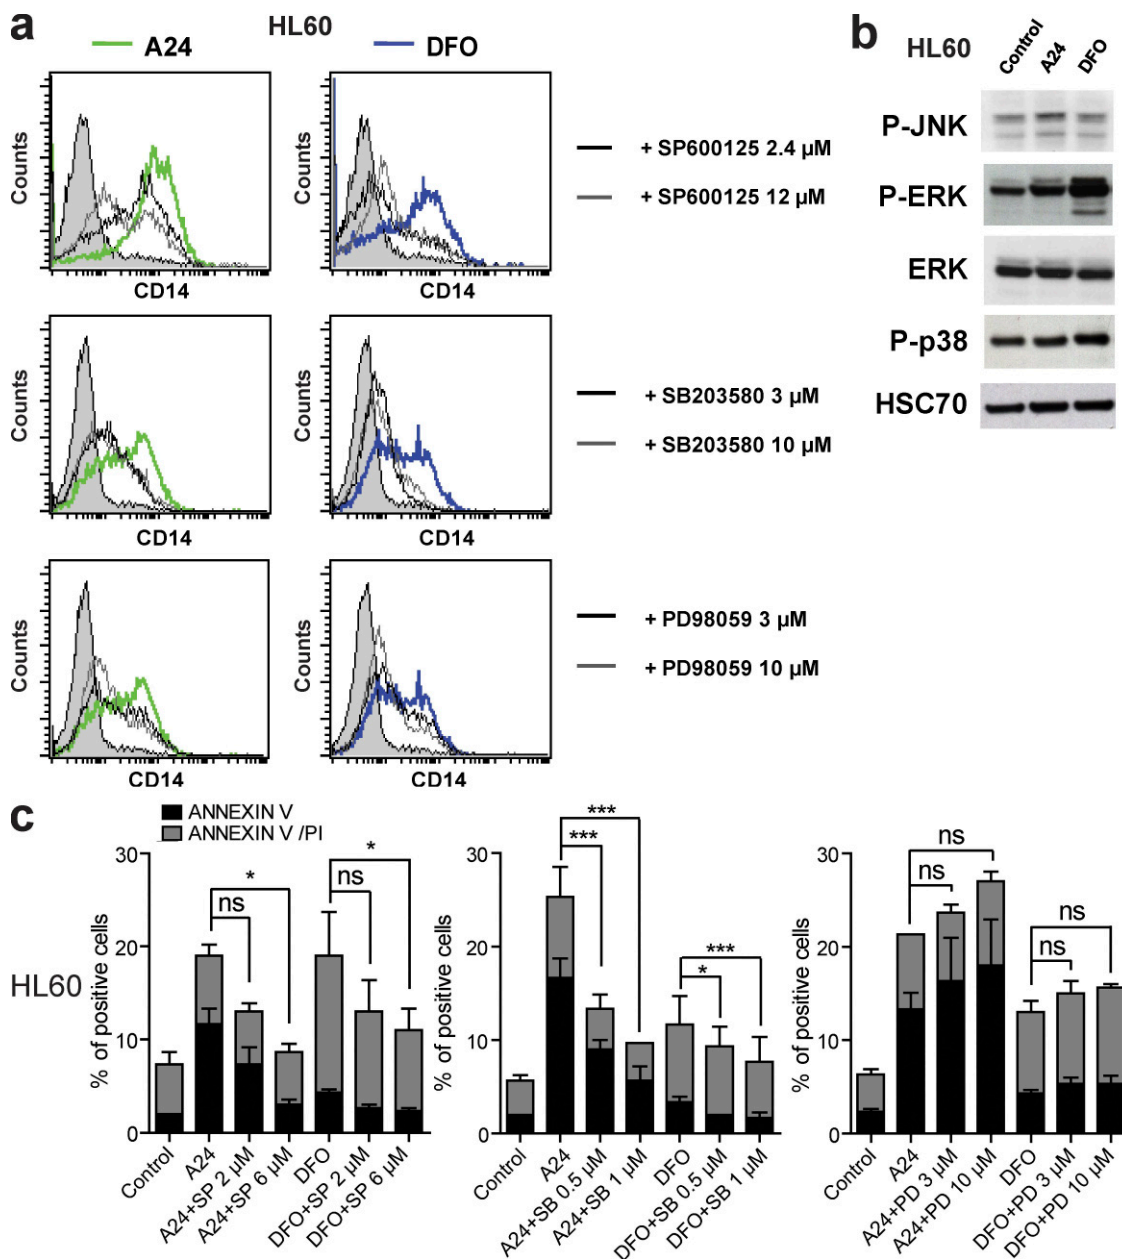 a
HL60
A24
DFO
Counts
CD14
Counts
CD14
+ SP600125 2.4 µM
+ SP600125 12 µM
Counts
CD14
Counts
CD14
+ SB203580 3 µM
+ SB203580 10 µM
Counts
CD14
Counts
CD14
+ PD98059 3 µM
+ PD98059 10 µM
b
HL60
Control
A24
DFO
P-JNK
P-ERK
ERK
P-p38
HSC70
c
HL60
ANNEXIN V
ANNEXIN V /PI
% of positive cells
30
20
10
0
*
ns
*
ns
Control
A24
A24+SP 2 µM
A24+SP 6 µM
DFO
DFO+SP 2 µM
DFO+SP 6 µM
% of positive cells
30
20
10
0
***
***
***
*
Control
A24
A24+SB 0.5 µM
A24+SB 1 µM
DFO
DFO+SB 0.5 µM
DFO+SB 1 µM
% of positive cells
30
20
10
0
ns
ns
ns
ns
Control
A24
A24+PD 3 µM
A24+PD 10 µM
DFO
DFO+PD 3 µM
DFO+PD 10 µM